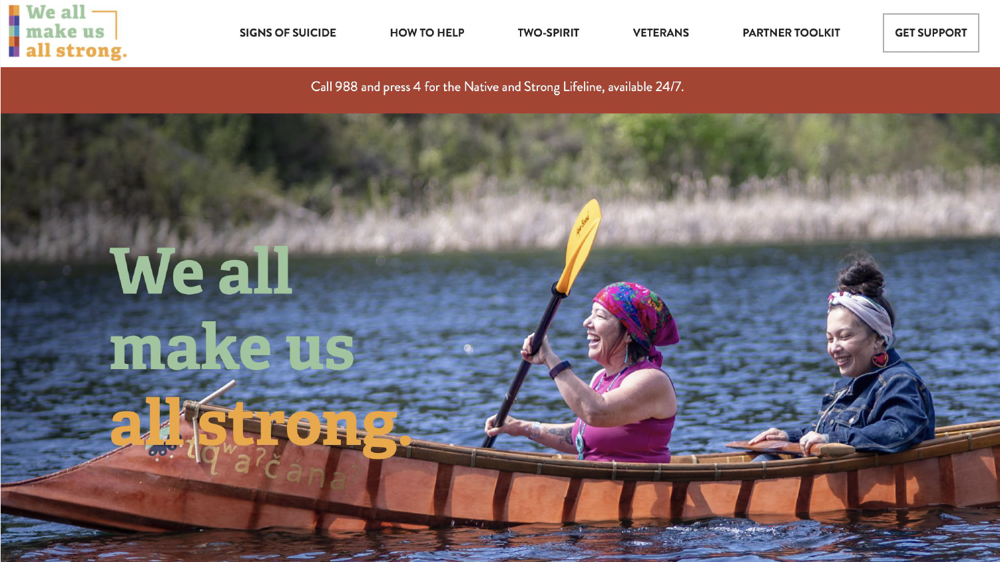 We all
make us
all strong.
SIGNS OF SUICIDE
HOW TO HELP
TWO-SPIRIT
VETERANS
PARTNER TOOLKIT
GET SUPPORT
Call 988 and press 4 for the Native and Strong Lifeline, available 24/7.
We all
make us
all strong.
tqʷaʔčána